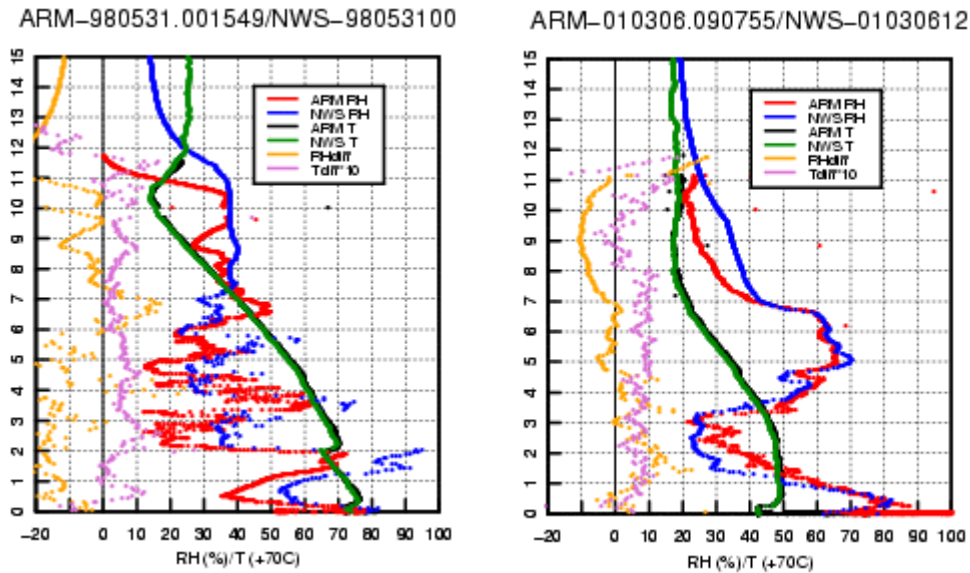 ARM-980531.001549/NWS-98053100
15
14
13
12
11
10
9
8
7
6
5
4
3
2
1
0
ARM RH
NWS RH
ARM T
NWS T
RHdiff
Tdiff*10
-20 -10 0 10 20 30 40 50 60 70 80 90 100
RH (%)/T (+70C)
ARM-010306.090755/NWS-01030612
15
14
13
12
11
10
9
8
7
6
5
4
3
2
1
0
ARM RH
NWS RH
ARM T
NWS T
RHdiff
Tdiff*10
-20 -10 0 10 20 30 40 50 60 70 80 90 100
RH (%)/T (+70C)